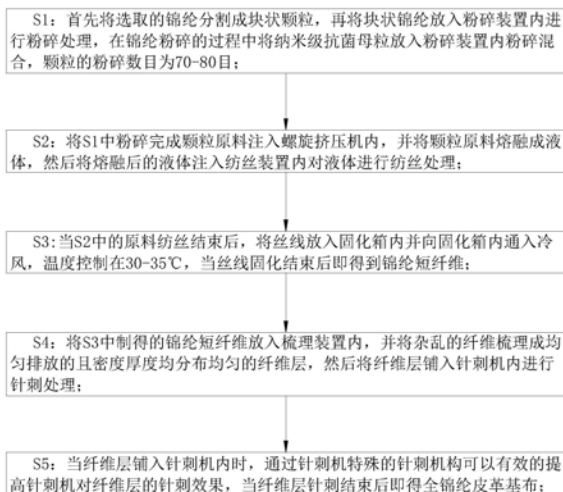 S1：首先将选取的锦纶分割成块状颗粒，再将块状锦纶放入粉碎装置内进
行粉碎处理，在锦纶粉碎的过程中将纳米级抗菌母粒放入粉碎装置内粉碎混
合，颗粒的粉碎数目为70-80目；
S2：将S1中粉碎完成颗粒原料注入螺旋挤压机内，并将颗粒原料熔融成液
体，然后将熔融后的液体注入纺丝装置内对液体进行纺丝处理；
S3:当S2中的原料纺丝结束后，将丝线放入固化箱内并向固化箱内通入冷
风，温度控制在30-35℃，当丝线固化结束后即得到锦纶短纤维；
S4：将S3中制得的锦纶短纤维放入梳理装置内，并将杂乱的纤维梳理成均
匀排放的且密度厚度均分布均匀的纤维层，然后将纤维层铺入针刺机内进行
针刺处理；
S5：当纤维层铺入针刺机内时，通过针刺机特殊的针刺机构可以有效的提
高针刺机对纤维层的针刺效果，当纤维层针刺结束后即得全锦纶皮革基布；